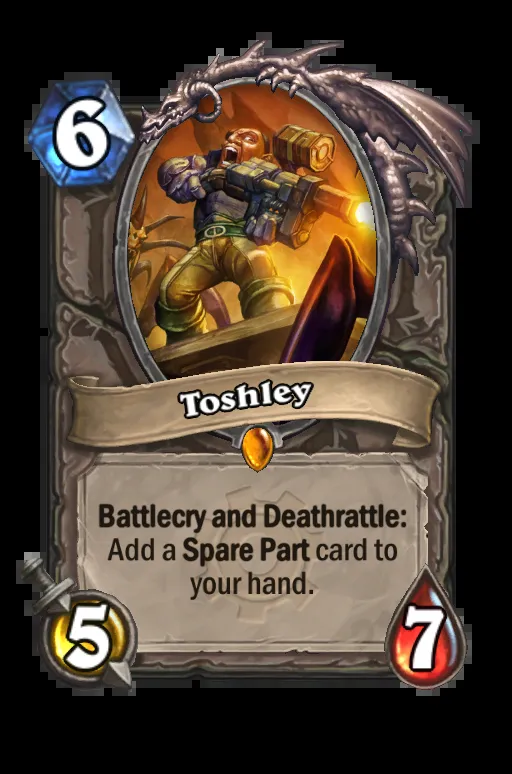 6
Toshley
Battlecry and Deathrattle:
Add a Spare Part card to
your hand.
5
7